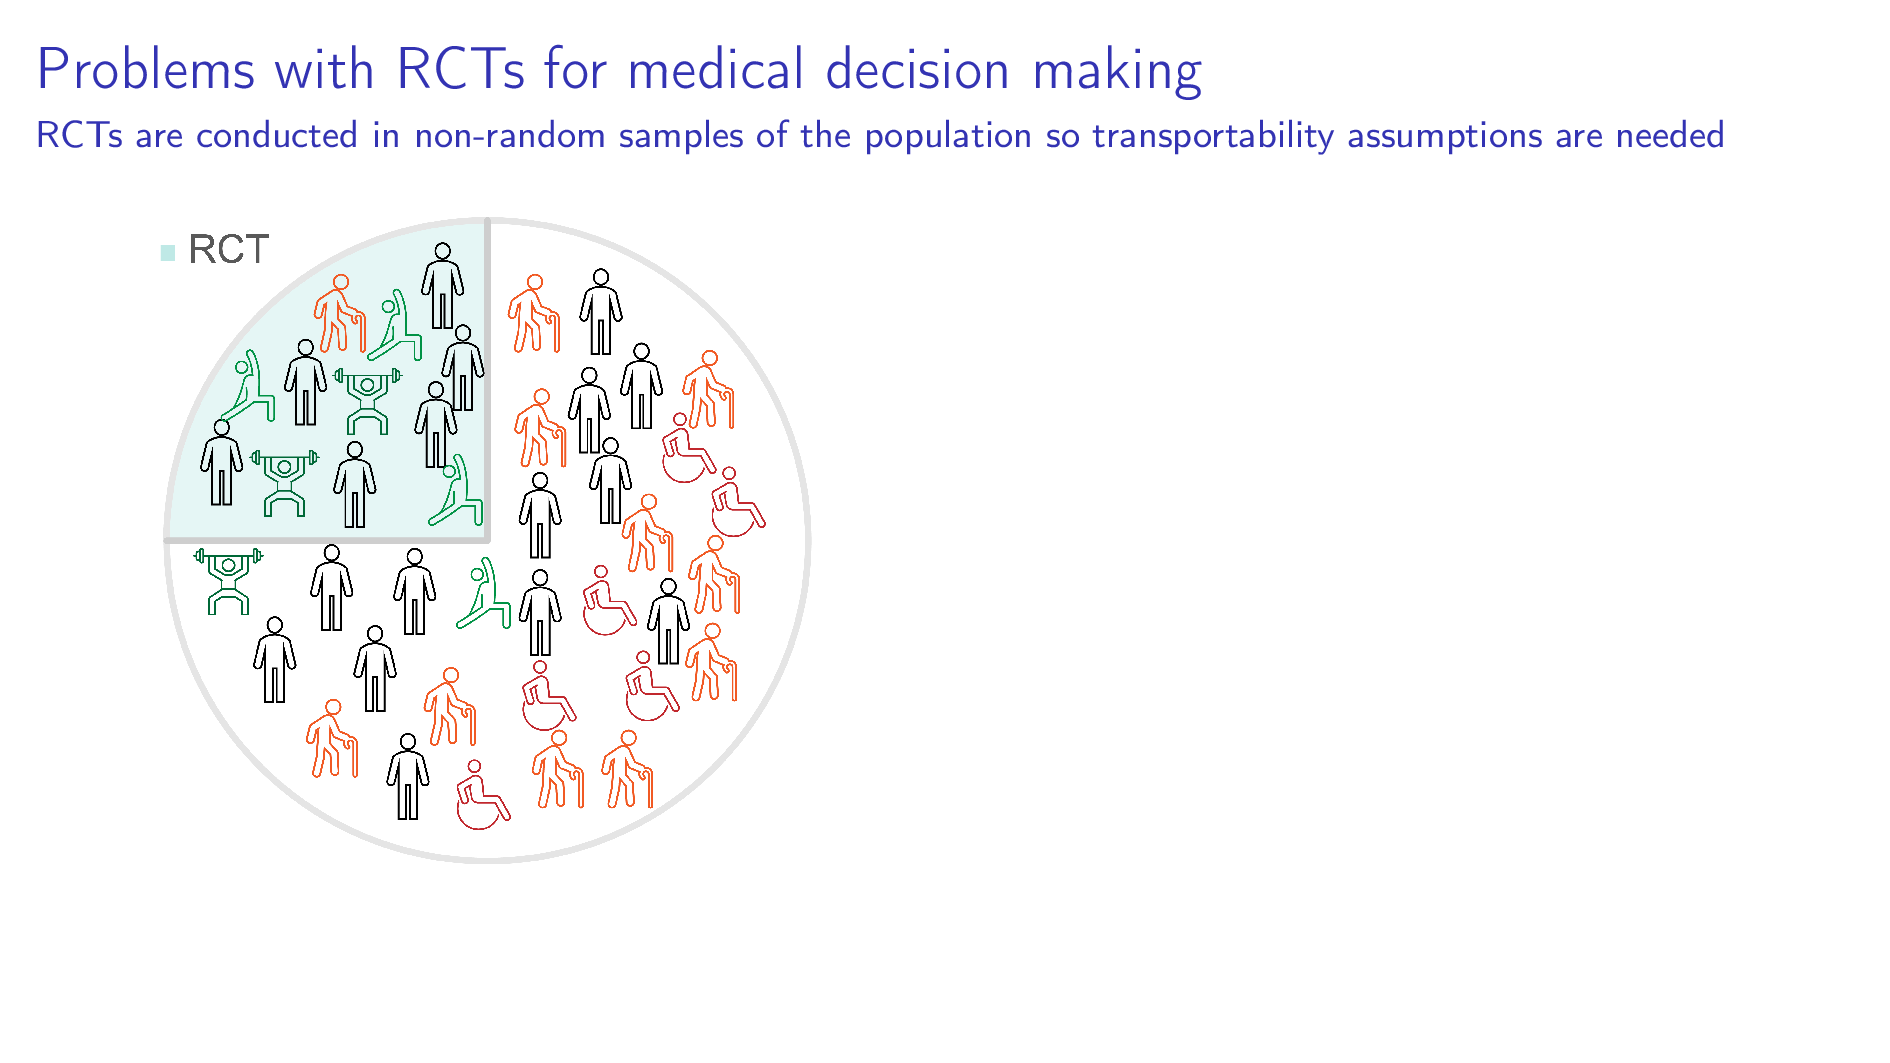 Problems with RCTs for medical decision making
RCTs are conducted in non-random samples of the population so transportability assumptions are needed
RCT